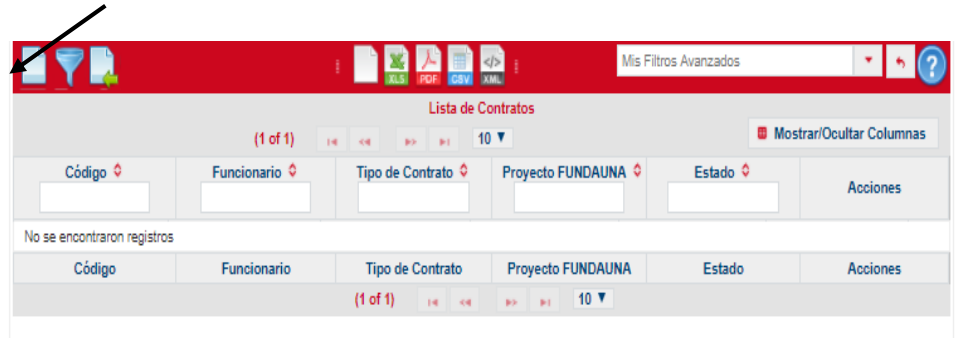 XLS PDF CSV XML Mis Filtros Avanzados ?
Lista de Contratos
(1 of 1) 10 Mostrar/Ocultar Columnas
Código Funcionario Tipo de Contrato Proyecto FUNDAUNA Estado Acciones
No se encontraron registros
Código Funcionario Tipo de Contrato Proyecto FUNDAUNA Estado Acciones
(1 of 1) 10